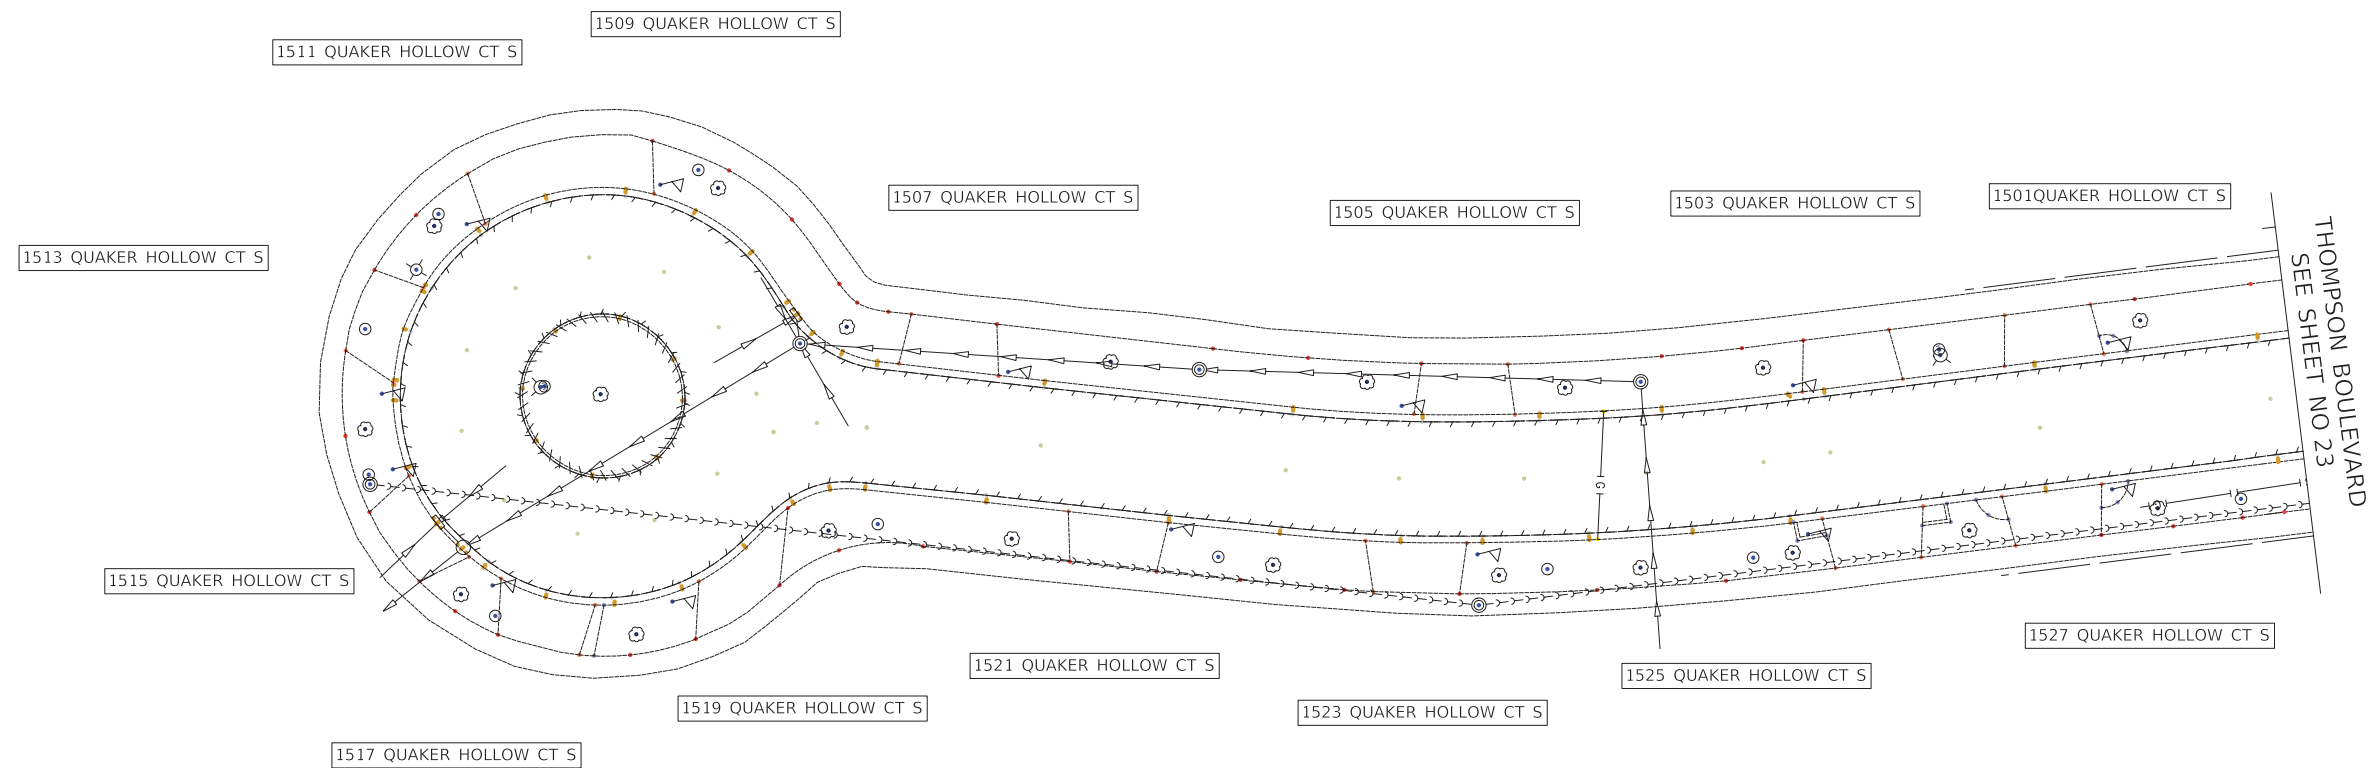 1509 QUAKER HOLLOW CT S
1511 QUAKER HOLLOW CT S
1507 QUAKER HOLLOW CT S
1505 QUAKER HOLLOW CT S
1503 QUAKER HOLLOW CT S
1501QUAKER HOLLOW CT S
1513 QUAKER HOLLOW CT S
THOMPSON BOULEVARD
SEE SHEET NO 23
G
1515 QUAKER HOLLOW CT S
1517 QUAKER HOLLOW CT S
1519 QUAKER HOLLOW CT S
1521 QUAKER HOLLOW CT S
1523 QUAKER HOLLOW CT S
1525 QUAKER HOLLOW CT S
1527 QUAKER HOLLOW CT S